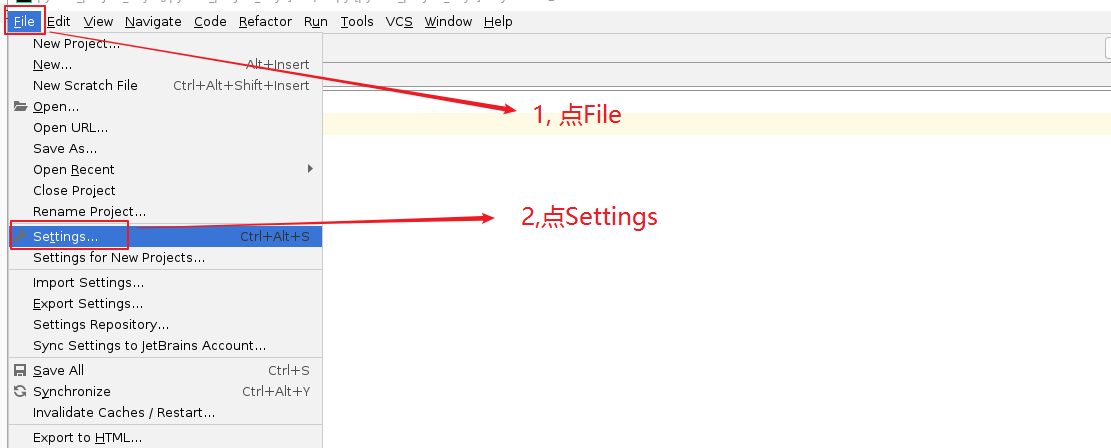 File Edit View Navigate Code Refactor Run Tools VCS Window Help
New Project...
New... Alt+Insert
New Scratch File Ctrl+Alt+Shift+Insert
Open...
1, 点File
Open URL...
Save As...
Open Recent
Close Project
Rename Project...
2,点Settings
Settings... Ctrl+Alt+S
Settings for New Projects...
Import Settings...
Export Settings...
Settings Repository...
Sync Settings to JetBrains Account...
Save All Ctrl+S
Synchronize Ctrl+Alt+Y
Invalidate Caches / Restart...
Export to HTML...